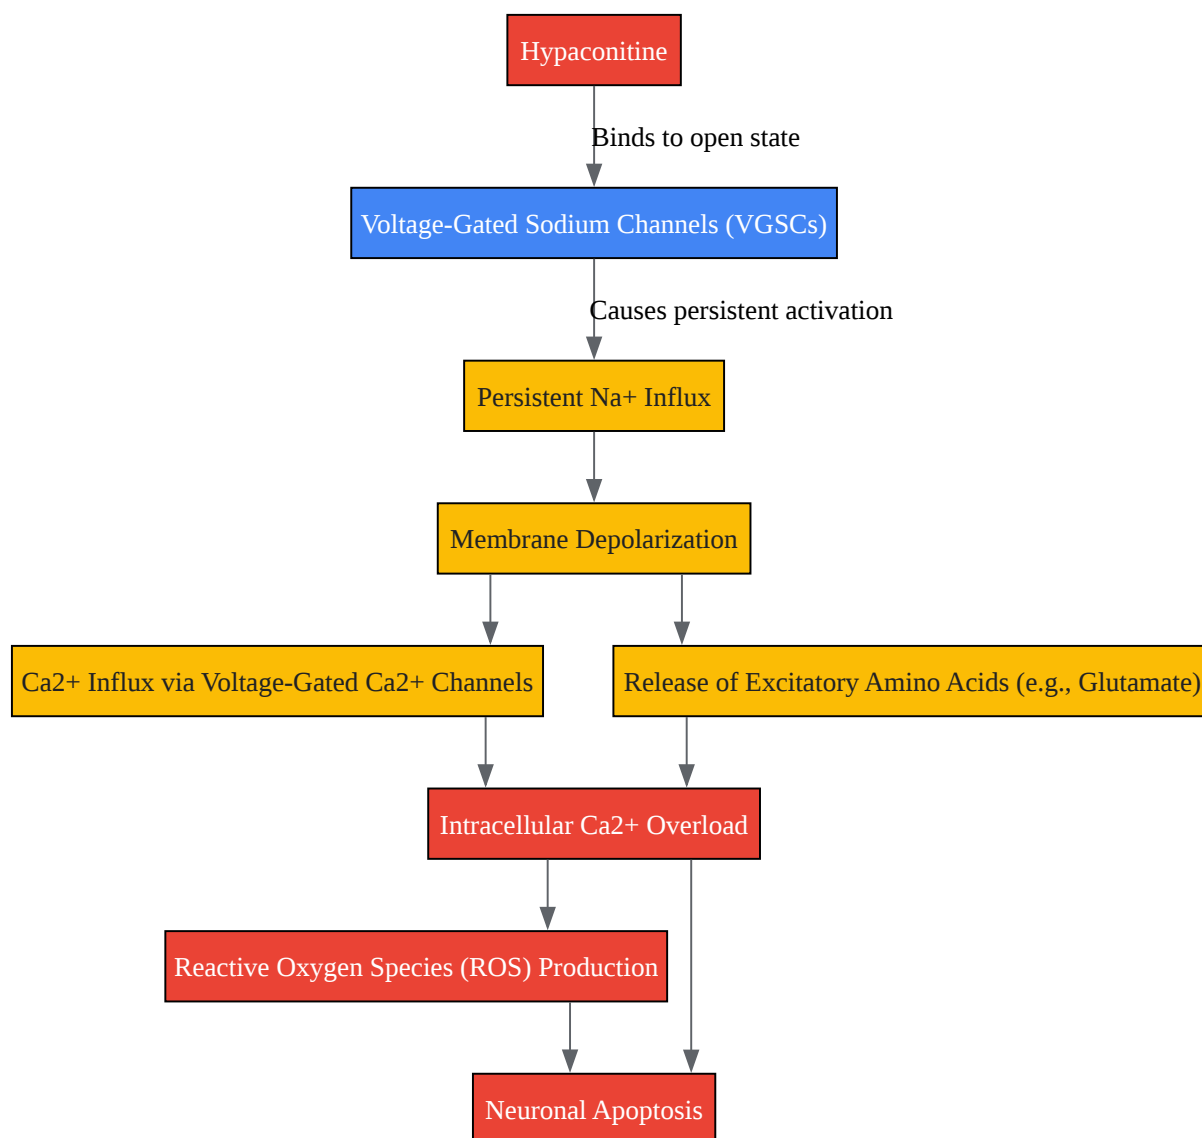 Hypaconitine
Binds to open state
Voltage-Gated Sodium Channels (VGSCs)
Causes persistent activation
Persistent Na+ Influx
Membrane Depolarization
Ca2+ Influx via Voltage-Gated Ca2+ Channels
Release of Excitatory Amino Acids (e.g., Glutamate)
Intracellular Ca2+ Overload
Reactive Oxygen Species (ROS) Production
Neuronal Apoptosis